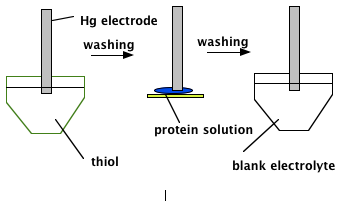 Hg electrode
washing
washing
protein solution
thiol
blank electrolyte